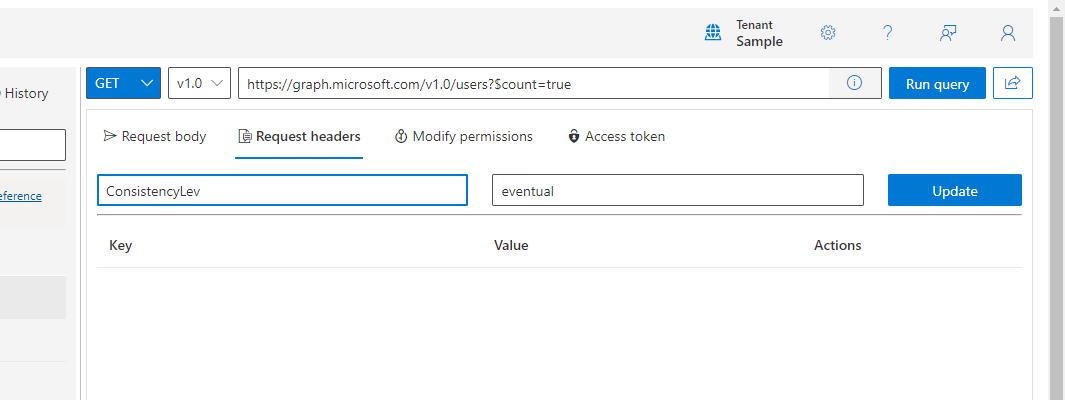 Tenant
Sample
?
History
GET
v1.0
https://graph.microsoft.com/v1.0/users?$count=true
Run query
Request body
Request headers
Modify permissions
Access token
eference
ConsistencyLev
eventual
Update
Key
Value
Actions